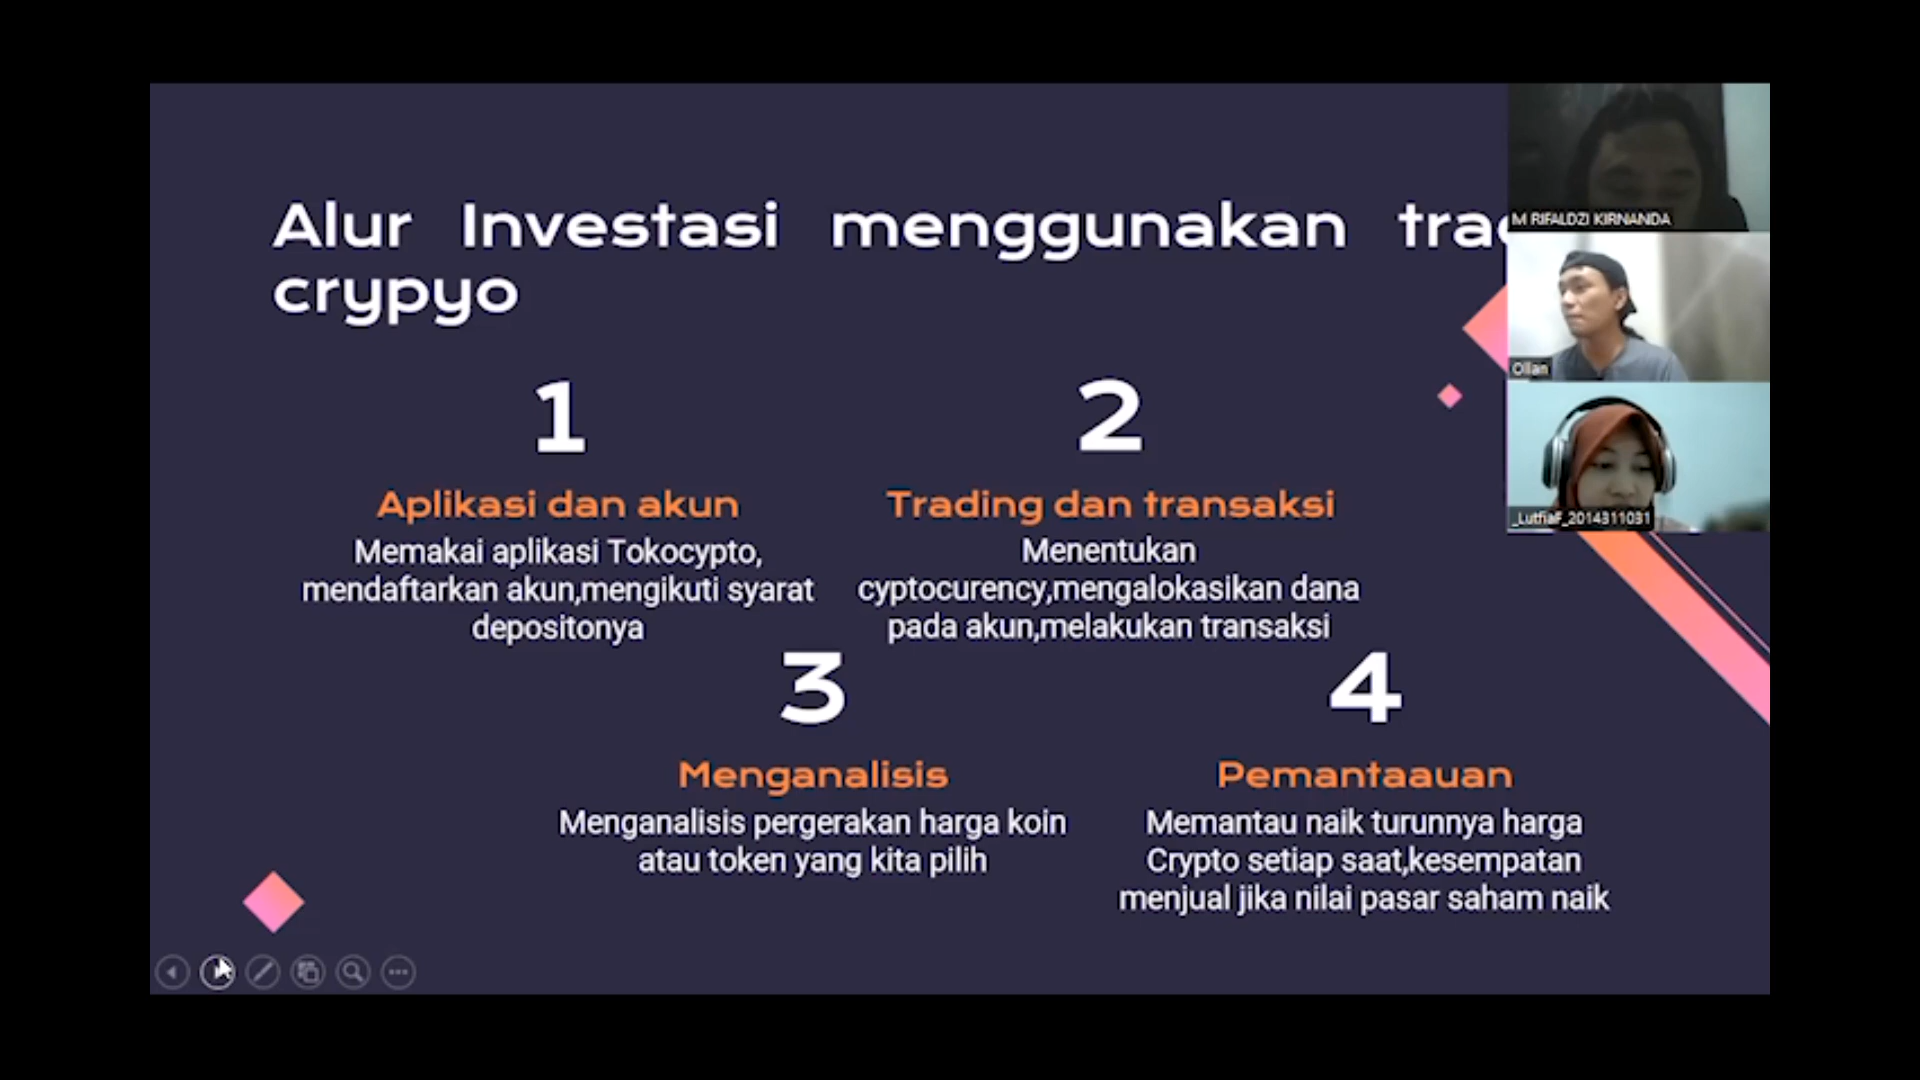 Alur Investasi menggunakan
crypyo
1
Aplikasi dan akun
Memakai aplikasi Tokocypto,
mendaftarkan akun,mengikuti syarat
depositonya
2
Trading dan transaksi
Menentukan
cyptocurency,mengalokasikan dana
pada akun,melakukan transaksi
3
Menganalisis
Menganalisis pergerakan harga koin
atau token yang kita pilih
4
Pemantaauan
Memantau naik turunnya harga
Crypto setiap saat,kesempatan
menjual jika nilai pasar saham naik
M RIFALDZI KIRNANDA
Ollan
_LutfiaF_2014311031